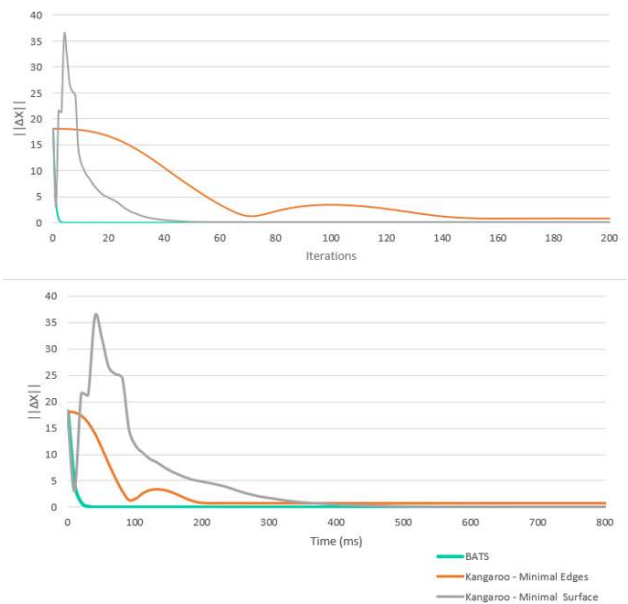 40
35
30
25
20
15
10
5
0
||ΔX||
0 20 40 60 80 100 120 140 160 180 200
Iterations
40
35
30
25
20
15
10
5
0
||ΔX||
0 100 200 300 400 500 600 700 800
Time (ms)
BATS
Kangaroo - Minimal Edges
Kangaroo - Minimal Surface